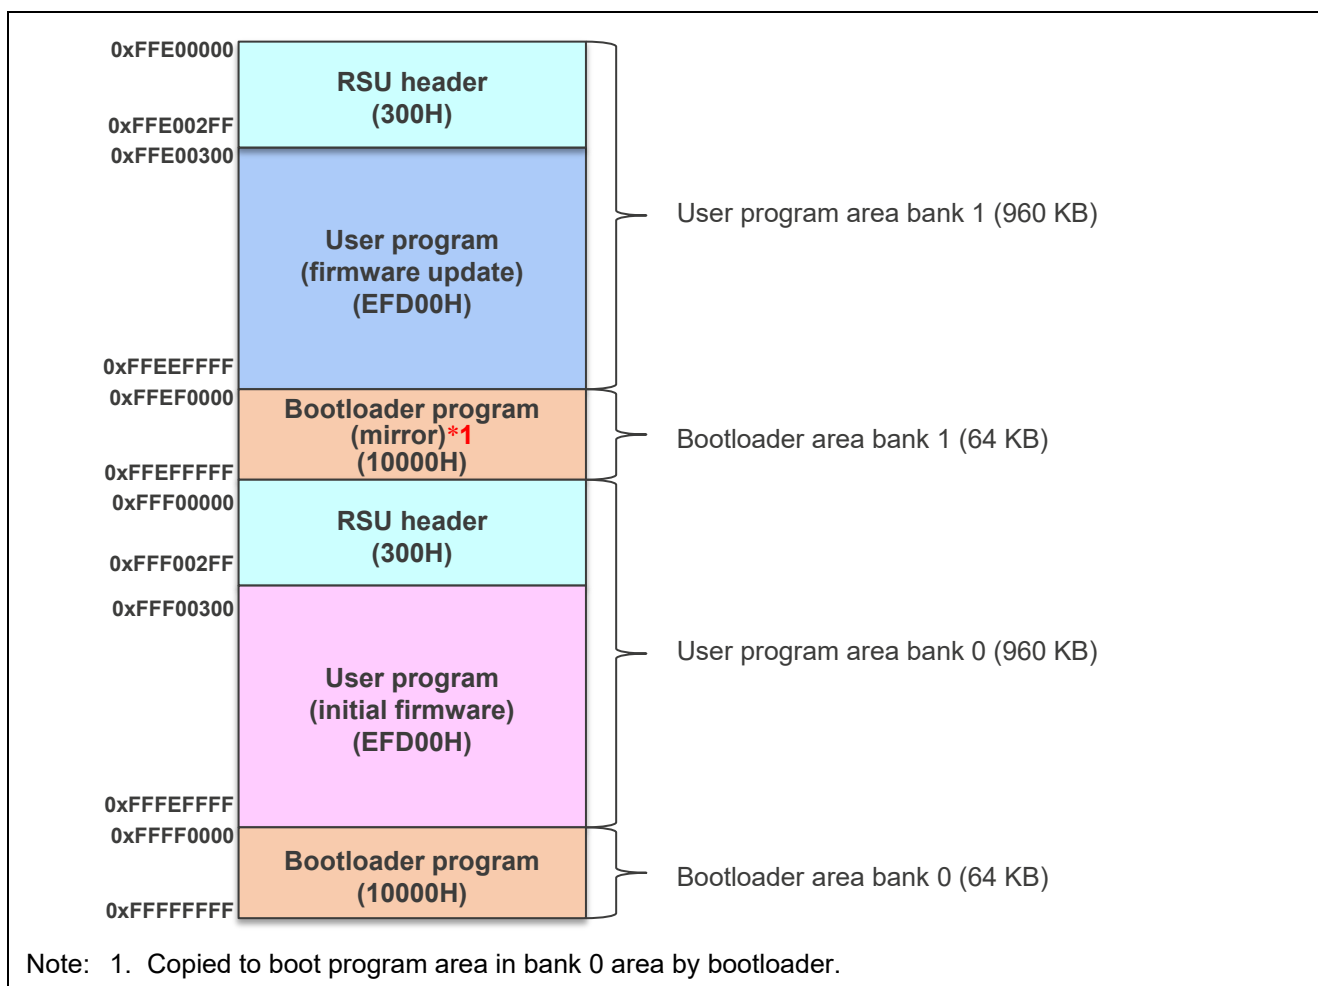 0xFFE00000
RSU header
(300H)
0xFFE002FF
0xFFE00300
User program area bank 1 (960 KB)
User program
(firmware update)
(EFD00H)
0xFFEEFFFF
0xFFEF0000
Bootloader program
(mirror)*1
(10000H)
Bootloader area bank 1 (64 KB)
0xFFEFFFFF
0xFFF00000
RSU header
(300H)
0xFFF002FF
0xFFF00300
User program area bank 0 (960 KB)
User program
(initial firmware)
(EFD00H)
0xFFFEFFFF
0xFFFF0000
Bootloader program
(10000H)
Bootloader area bank 0 (64 KB)
0xFFFFFFFF
Note: 1. Copied to boot program area in bank 0 area by bootloader.